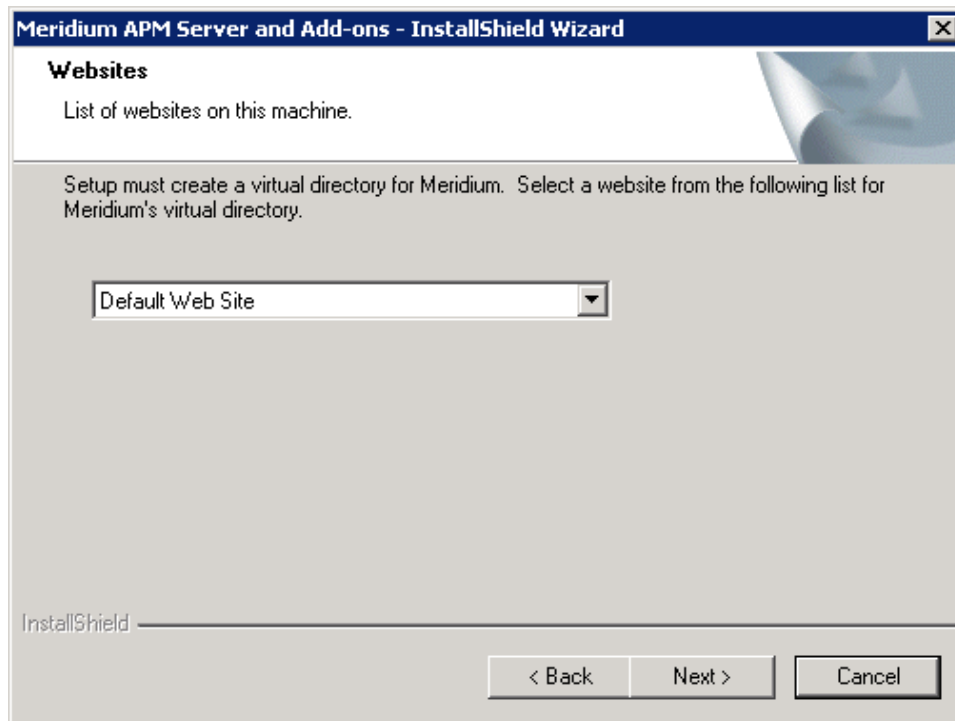 Meridium APM Server and Add-ons - InstallShield Wizard
Websites
List of websites on this machine.
Setup must create a virtual directory for Meridium. Select a website from the following list for
Meridium's virtual directory.
Default Web Site
InstallShield
< Back Next > Cancel